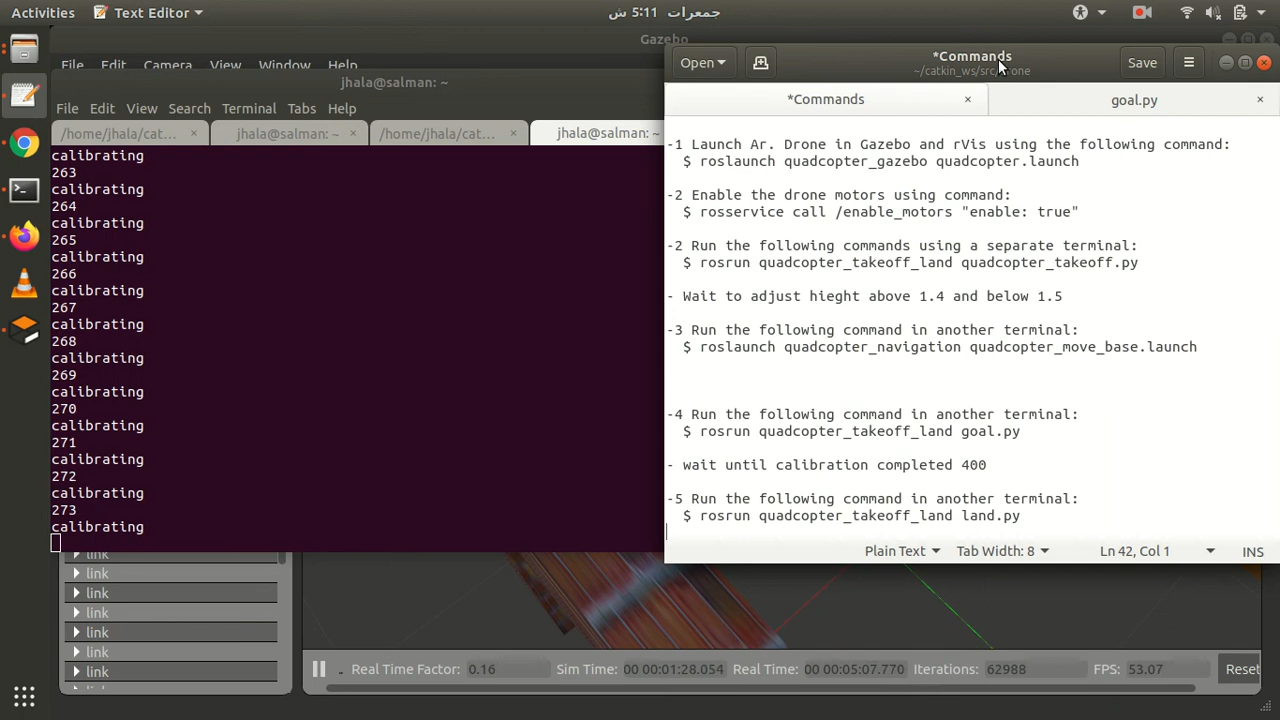 Activities
Text Editor
جمعرات 5:11 ش
Gazebo
File Edit Camera View Window Help
jhala@salman: ~
File Edit View Search Terminal Tabs Help
/home/jhala/cat… × jhala@salman: ~ × /home/jhala/cat… × jhala@salman: ~
calibrating
263
calibrating
264
calibrating
265
calibrating
266
calibrating
267
calibrating
268
calibrating
269
calibrating
270
calibrating
271
calibrating
272
calibrating
273
calibrating
link
link
link
link
link
link
link
Open
*Commands
~/catkin_ws/src/drone
Save
*Commands × goal.py ×
-1 Launch Ar. Drone in Gazebo and rVis using the following command:
$ roslaunch quadcopter_gazebo quadcopter.launch
-2 Enable the drone motors using command:
$ rosservice call /enable_motors "enable: true"
-2 Run the following commands using a separate terminal:
$ rosrun quadcopter_takeoff_land quadcopter_takeoff.py
- Wait to adjust hieght above 1.4 and below 1.5
-3 Run the following command in another terminal:
$ roslaunch quadcopter_navigation quadcopter_move_base.launch
-4 Run the following command in another terminal:
$ rosrun quadcopter_takeoff_land goal.py
- wait until calibration completed 400
-5 Run the following command in another terminal:
$ rosrun quadcopter_takeoff_land land.py
Plain Text Tab Width: 8 Ln 42, Col 1 INS
Real Time Factor: 0.16 Sim Time: 00 00:01:28.054 Real Time: 00 00:05:07.770 Iterations: 62988 FPS: 53.07 Reset